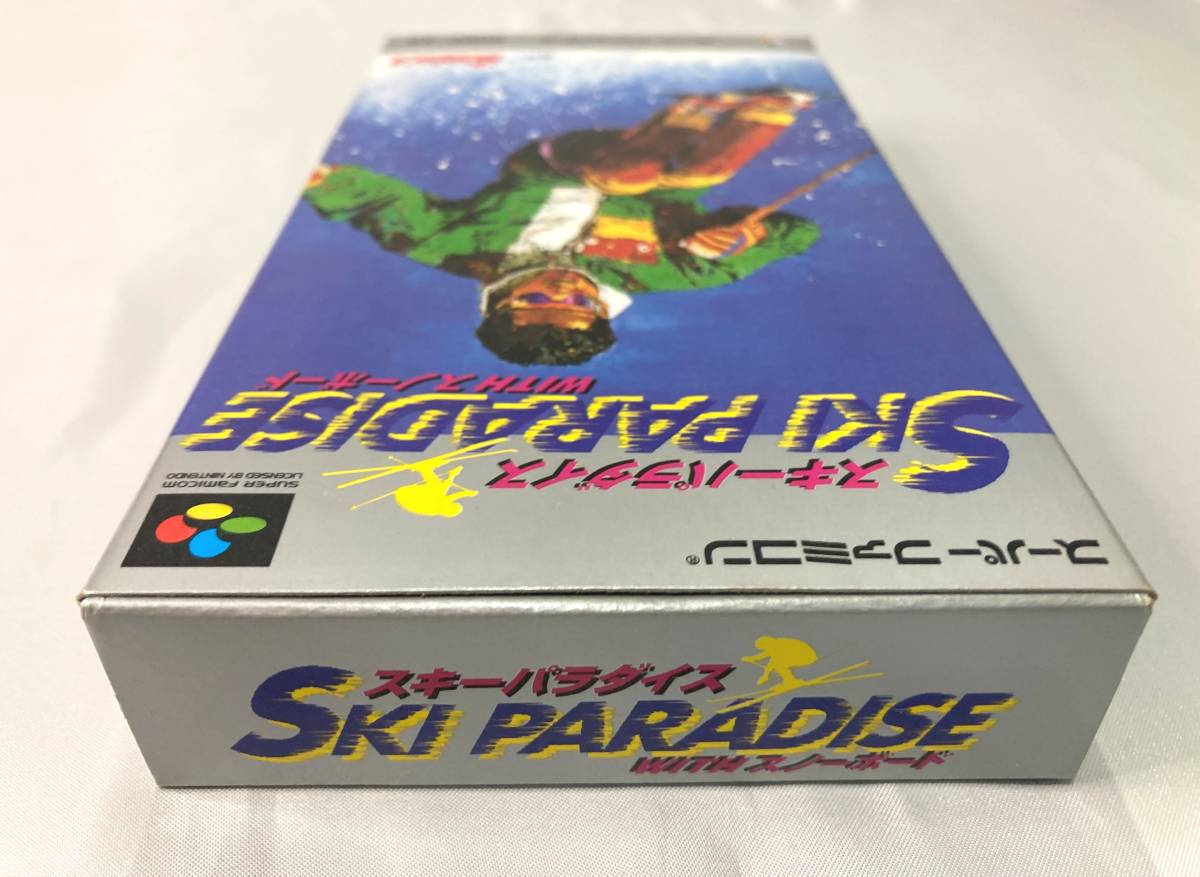 スーパーファミコン®
スキーパラダイス
SKI PARADISE
WITH スノーボード
SUPER FAMICOM
LICENSED BY NINTENDO
スキーパラダイス
SKI PARADISE
WITH スノーボード